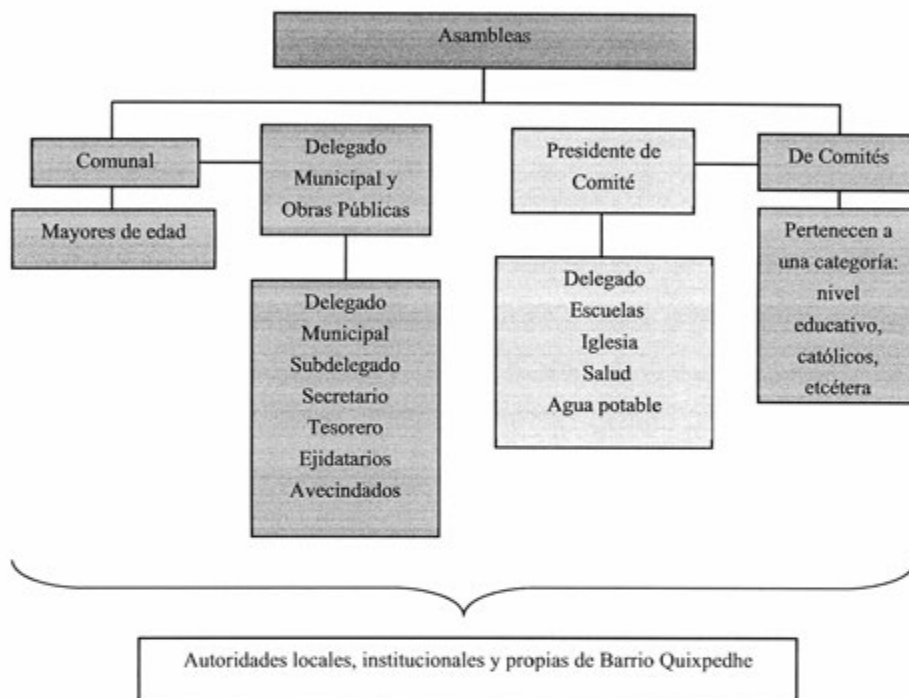 Asambleas
Comunal
Mayores de edad
Delegado
Municipal y
Obras Públicas
Delegado
Municipal
Subdelegado
Secretario
Tesorero
Ejidatarios
Avecindados
Presidente de
Comité
Delegado
Escuelas
Iglesia
Salud
Agua potable
De Comités
Pertenecen a
una categoría:
nivel
educativo,
católicos,
etcétera
Autoridades locales, institucionales y propias de Barrio Quixpedhe